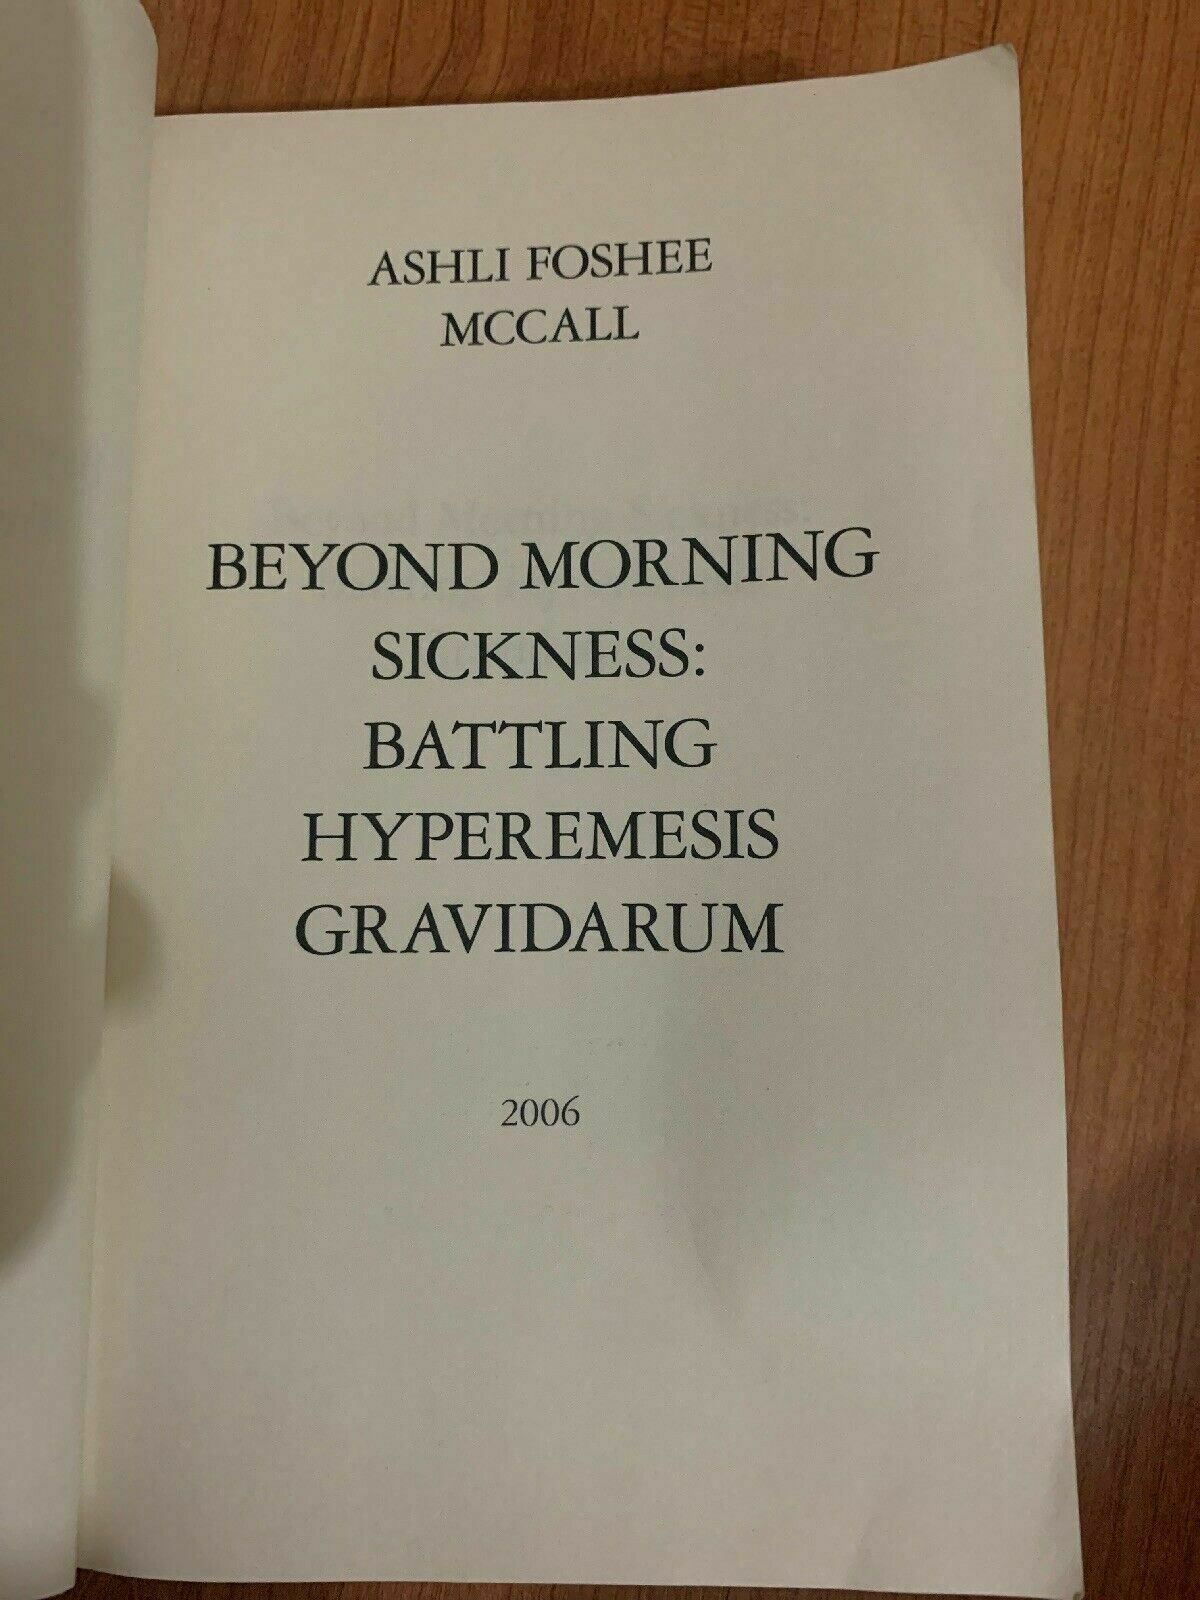 ASHLI FOSHEE
MCCALL
BEYOND MORNING
SICKNESS:
BATTLING
HYPEREMESIS
GRAVIDARUM
2006